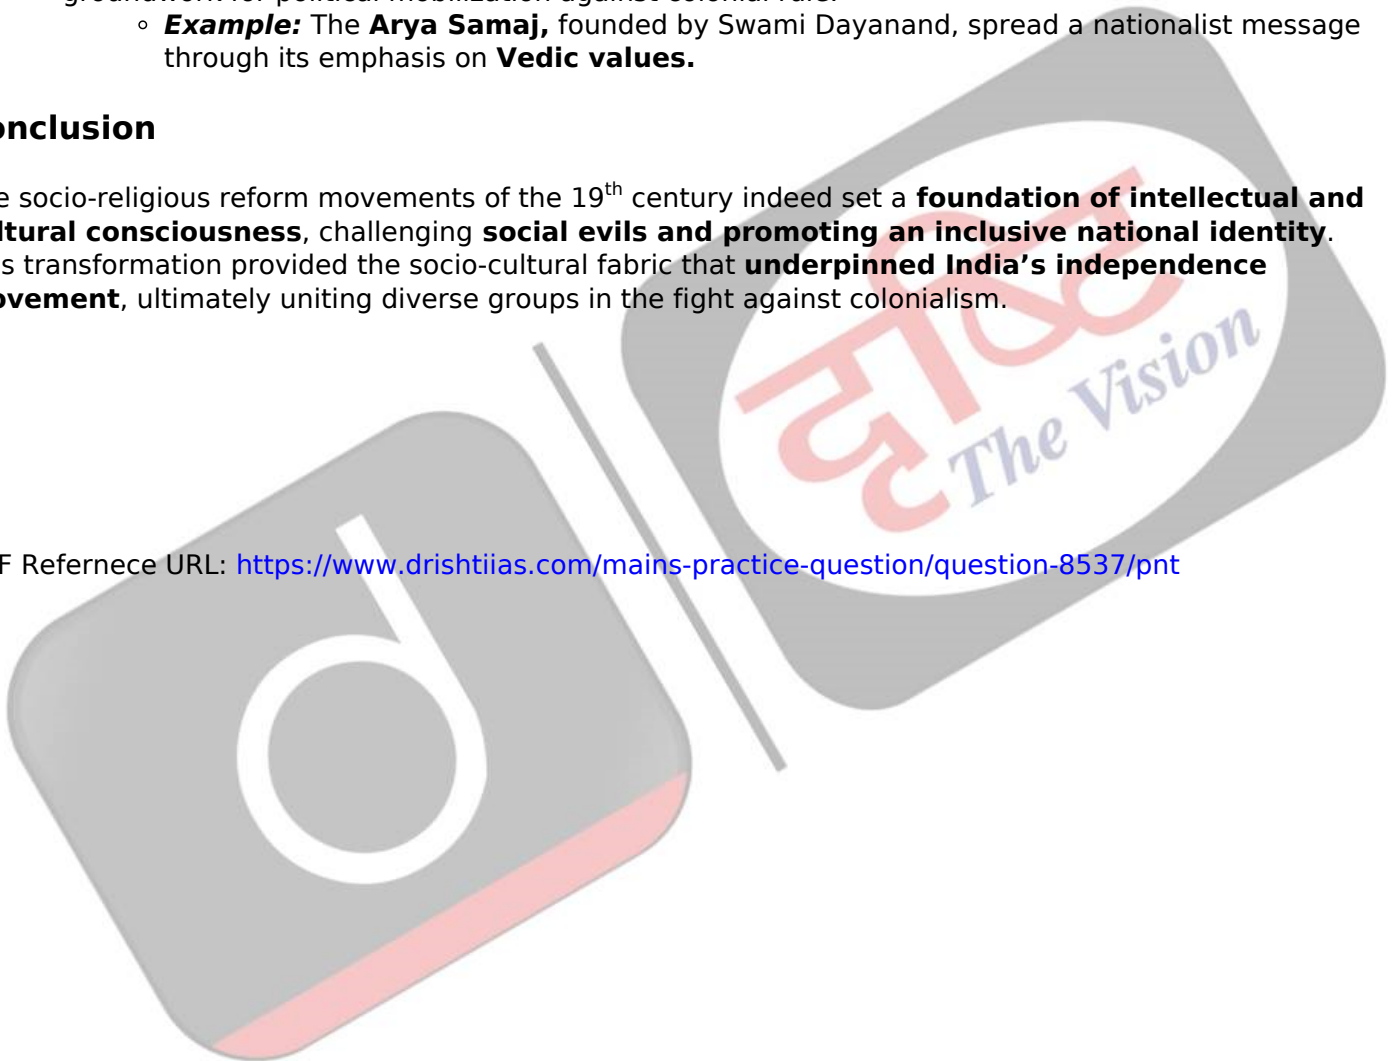 Example: The Arya Samaj, founded by Swami Dayanand, spread a nationalist message
through its emphasis on Vedic values.
onclusion
e socio-religious reform movements of the 19th century indeed set a foundation of intellectual and
ltural consciousness, challenging social evils and promoting an inclusive national identity.
s transformation provided the socio-cultural fabric that underpinned India's independence
ovement, ultimately uniting diverse groups in the fight against colonialism.
दृष्टि
The Vision
d
F Refernece URL: https://www.drishtiias.com/mains-practice-question/question-8537/pnt